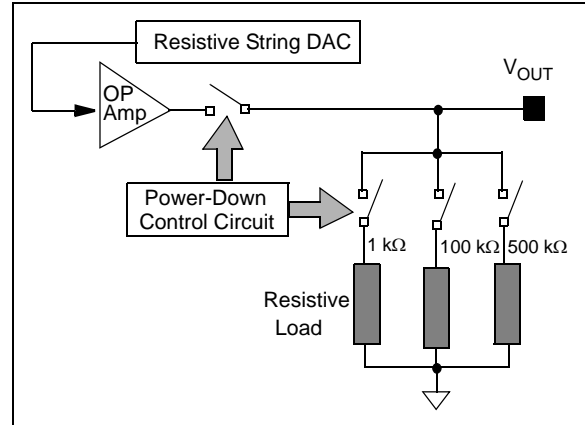 Resistive String DAC
OP
Amp
V_OUT
Power-Down
Control Circuit
1 kΩ
100 kΩ
500 kΩ
Resistive
Load